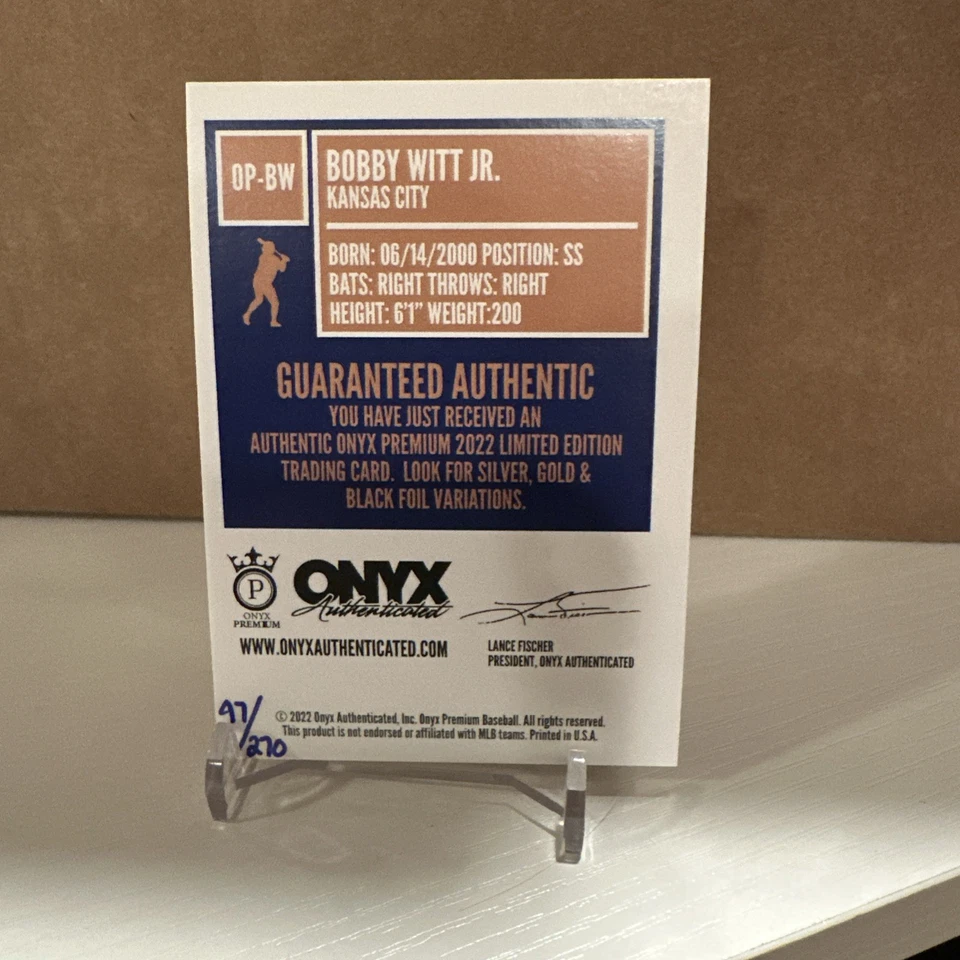 OP-BW
BOBBY WITT JR.
KANSAS CITY
BORN: 06/14/2000 POSITION: SS
BATS: RIGHT THROWS: RIGHT
HEIGHT: 6'1" WEIGHT:200
GUARANTEED AUTHENTIC
YOU HAVE JUST RECEIVED AN
AUTHENTIC ONYX PREMIUM 2022 LIMITED EDITION
TRADING CARD. LOOK FOR SILVER, GOLD &
BLACK FOIL VARIATIONS.
P
ONYX
PREMIUM
ONYX
Authenticated
WWW.ONYXAUTHENTICATED.COM
LANCE FISCHER
PRESIDENT, ONYX AUTHENTICATED
97/
270
© 2022 Onyx Authenticated, Inc. Onyx Premium Baseball. All rights reserved.
This product is not endorsed or affiliated with MLB teams. Printed in U.S.A.